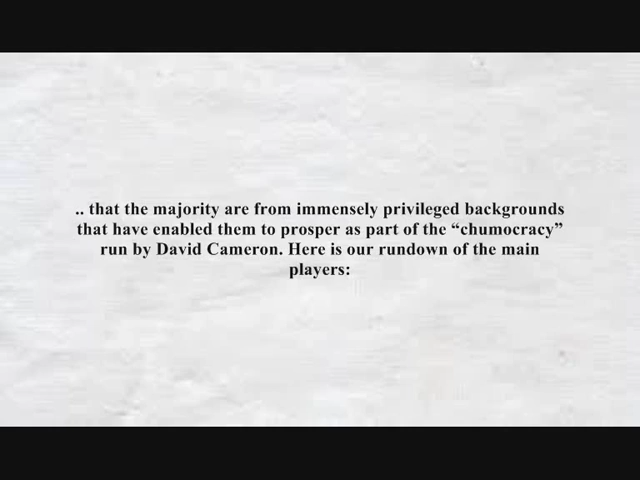 .. that the majority are from immensely privileged backgrounds
that have enabled them to prosper as part of the “chumocracy”
run by David Cameron. Here is our rundown of the main
players: